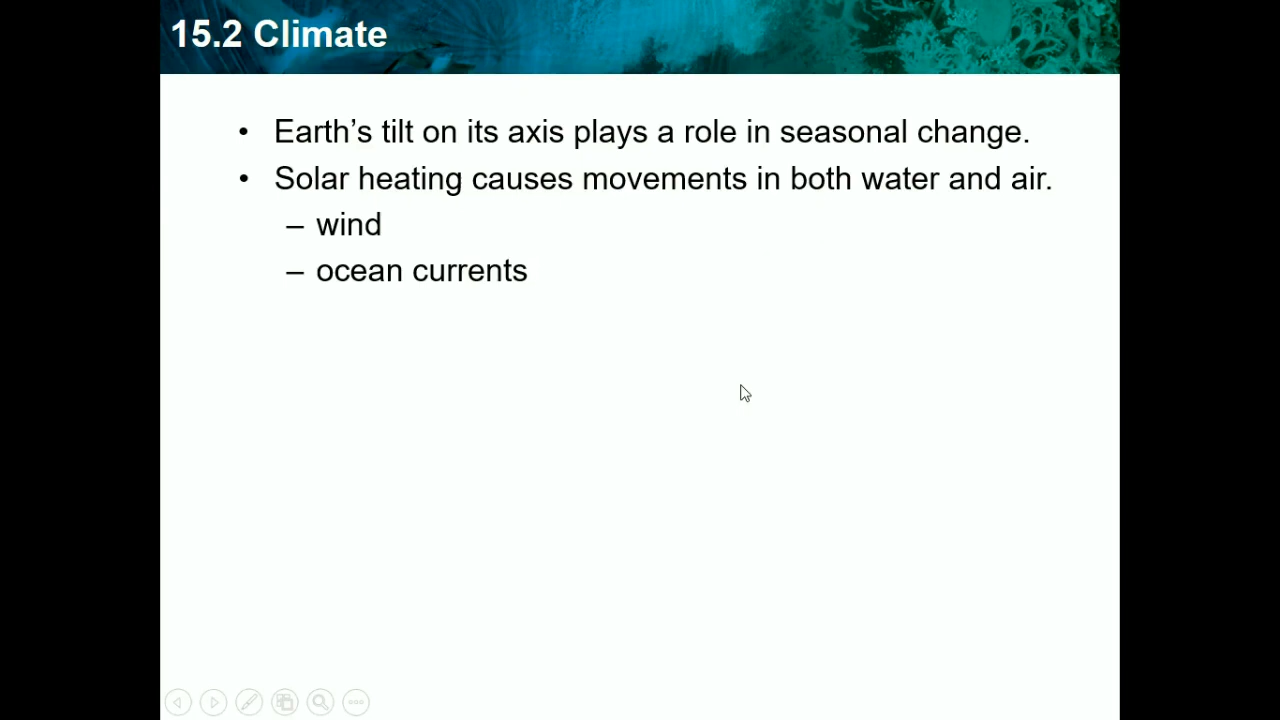 15.2 Climate
• Earth’s tilt on its axis plays a role in seasonal change.
• Solar heating causes movements in both water and air.
– wind
– ocean currents